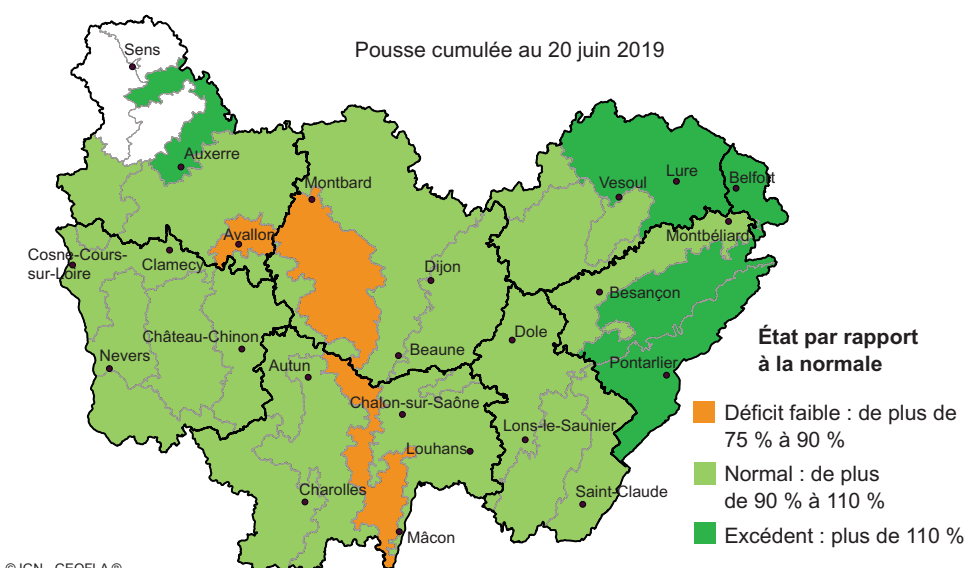 Pousse cumulée au 20 juin 2019
Sens
Auxerre
Montbard
Avallon
Cosne-Cours-
sur-Loire
Clamecy
Dijon
Vesoul
Lure
Belfort
Montbéliard
Besançon
Château-Chinon
Nevers
Autun
Beaune
Dole
Pontarlier
Chalon-sur-Saône
Lons-le-Saunier
Louhans
Charolles
Saint-Claude
Mâcon
État par rapport
à la normale
Déficit faible : de plus de
75 % à 90 %
Normal : de plus
de 90 % à 110 %
Excédent : plus de 110 %
© IGN - GEOFLA ®